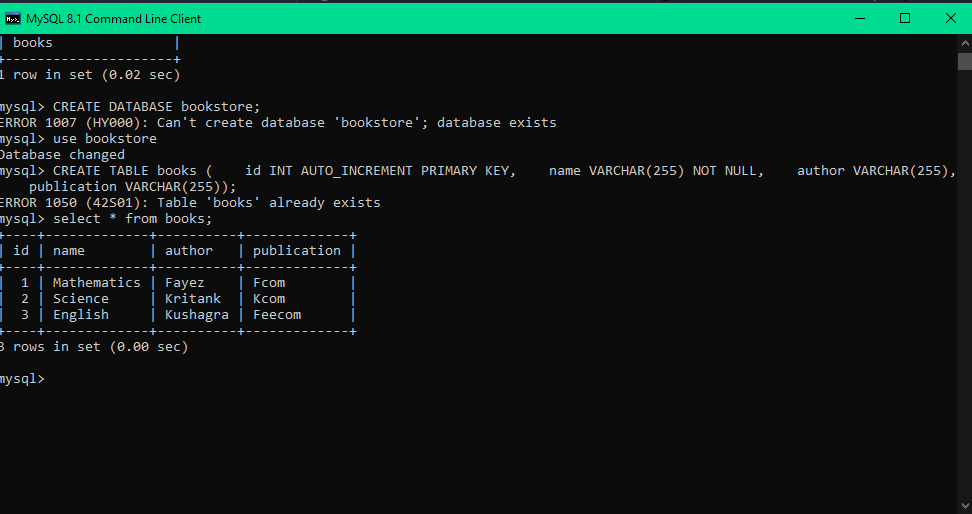 MySQL 8.1 Command Line Client
| books                |
+---------------------+
1 row in set (0.02 sec)
mysql> CREATE DATABASE bookstore;
ERROR 1007 (HY000): Can't create database 'bookstore'; database exists
mysql> use bookstore
Database changed
mysql> CREATE TABLE books (    id INT AUTO_INCREMENT PRIMARY KEY,    name VARCHAR(255) NOT NULL,    author VARCHAR(255),
    publication VARCHAR(255));
ERROR 1050 (42S01): Table 'books' already exists
mysql> select * from books;
+----+-------------+----------+-------------+
| id | name        | author   | publication |
+----+-------------+----------+-------------+
|  1 | Mathematics | Fayez    | Fcom        |
|  2 | Science     | Kritank  | Kcom        |
|  3 | English     | Kushagra | Feecom      |
+----+-------------+----------+-------------+
3 rows in set (0.00 sec)
mysql>